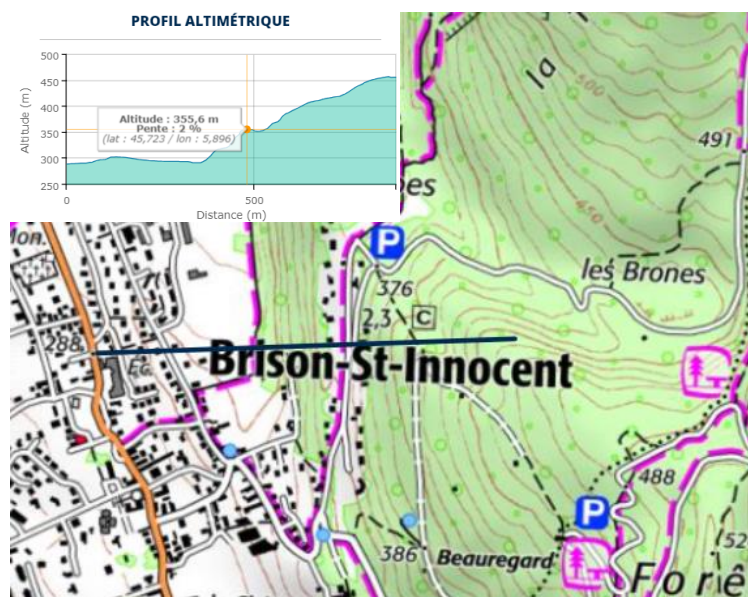 PROFIL ALTIMÉTRIQUE
500
450
400
350
300
250
Altitude (m)
Altitude : 355,6 m
Pente : 2 %
(lat : 45,723 / lon : 5,896)
0
500
Distance (m)
la
500
491
450
P
les Brones
376
2,3
C
288
Brison-St-Innocent
Ec.
488
P
386
Beauregard
52
Forê